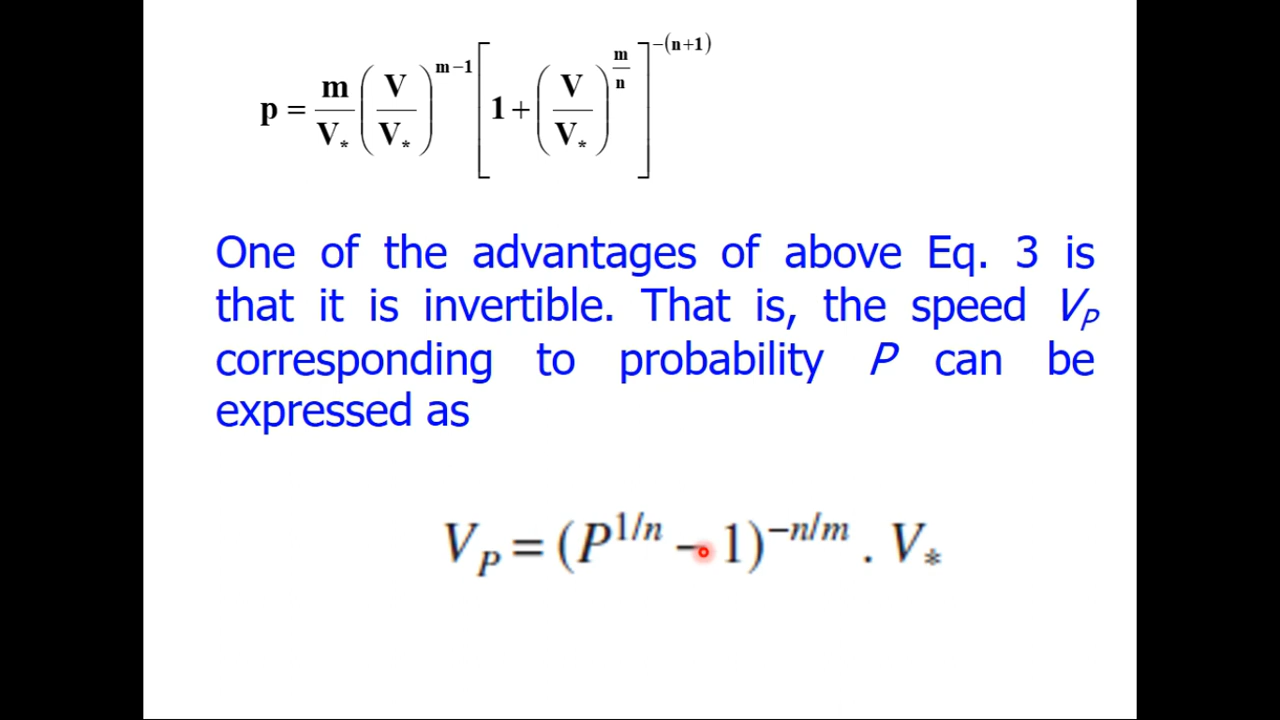 p = m/V* (V/V*)^(m−1) [1 + (V/V*)^(m/n)]^(−(n+1))
One of the advantages of above Eq. 3 is
that it is invertible. That is, the speed V_P
corresponding to probability P can be
expressed as
V_P = (P^(1/n) − 1)^(−n/m) . V*